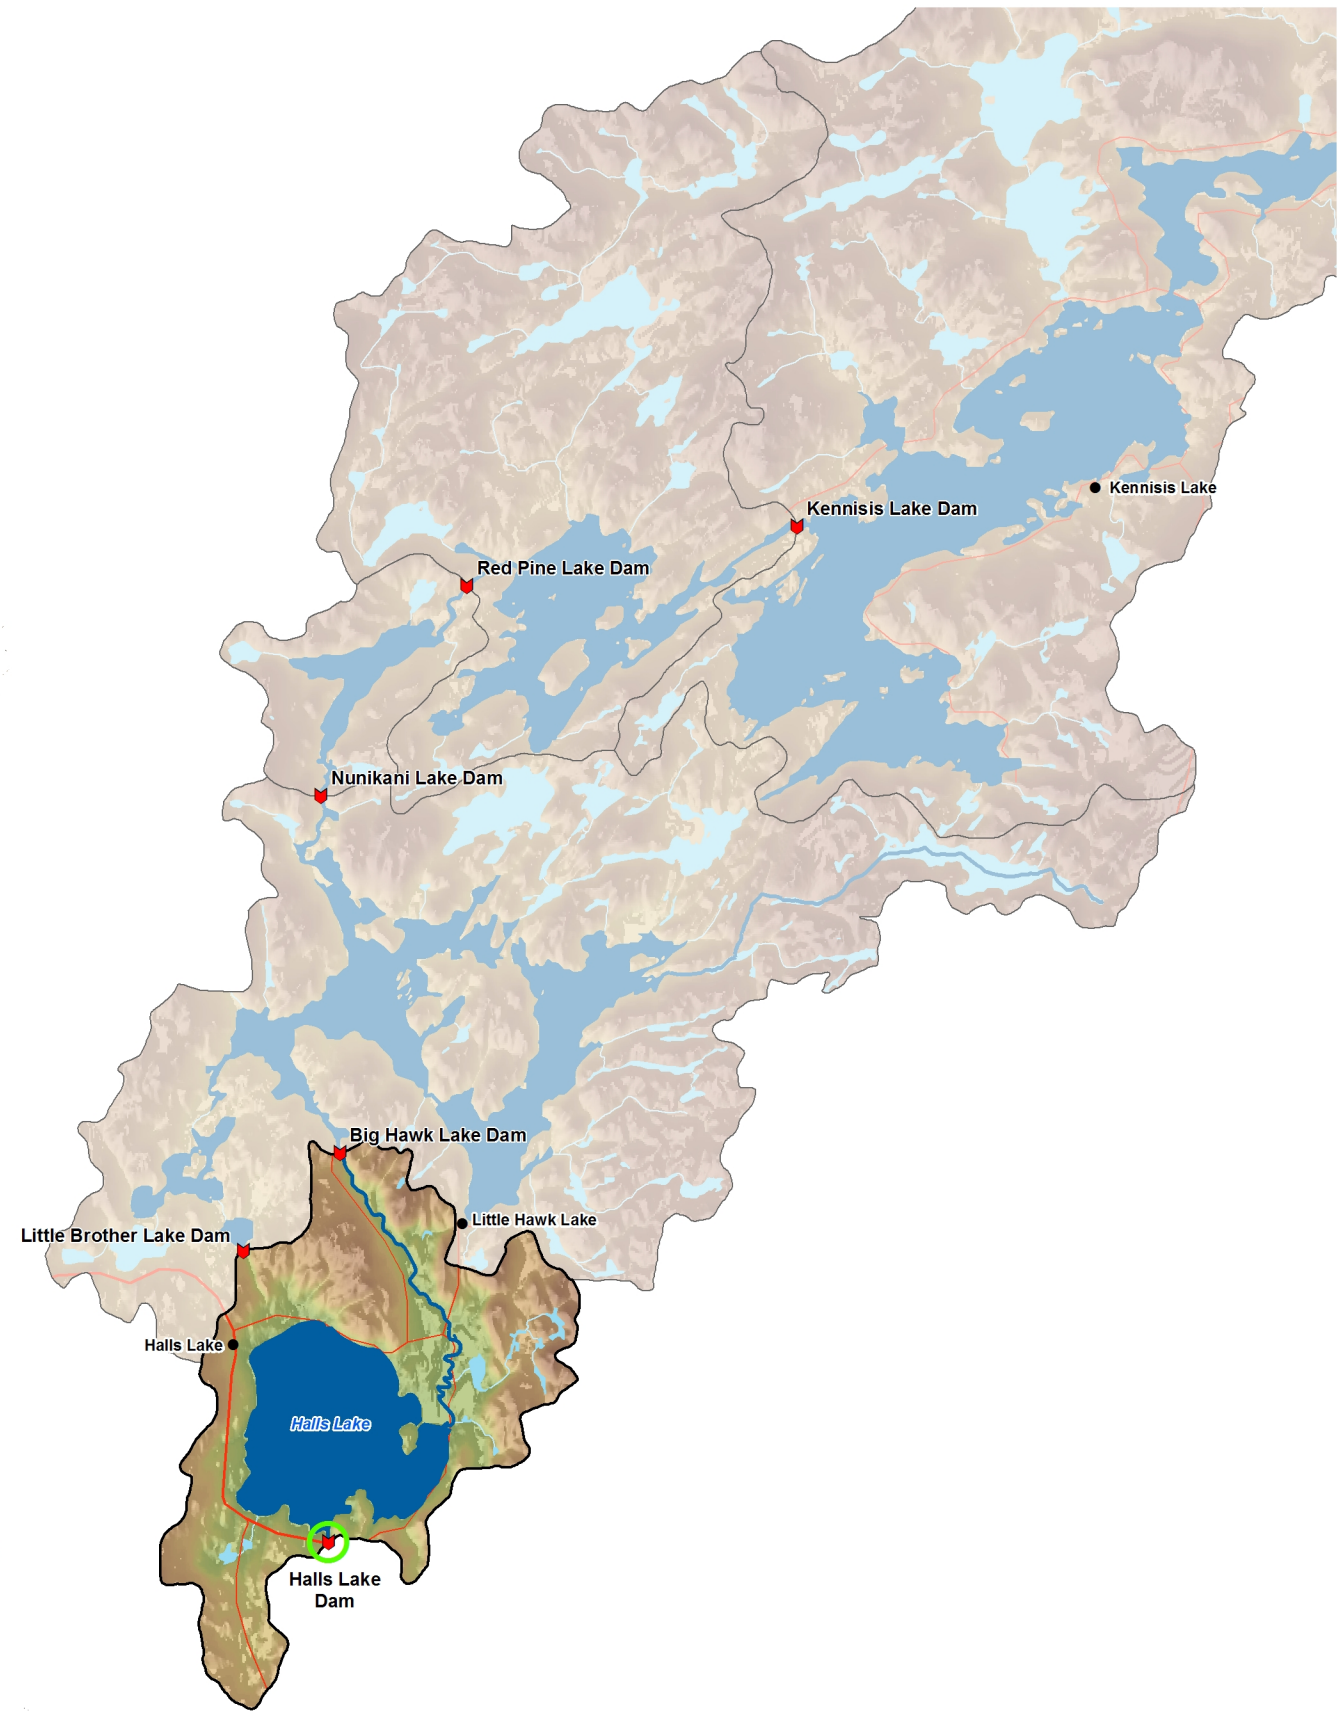 Kennisis Lake
Kennisis Lake Dam
Red Pine Lake Dam
Nunikani Lake Dam
Big Hawk Lake Dam
Little Hawk Lake
Little Brother Lake Dam
Halls Lake
Halls Lake
Halls Lake
Dam